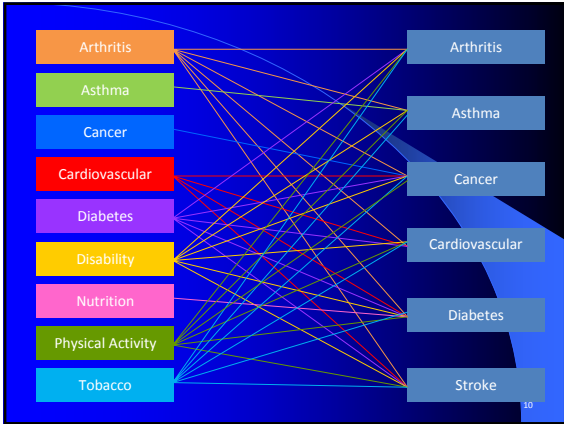 Arthritis
Asthma
Cancer
Cardiovascular
Diabetes
Disability
Nutrition
Physical Activity
Tobacco
Arthritis
Asthma
Cancer
Cardiovascular
Diabetes
Stroke
10